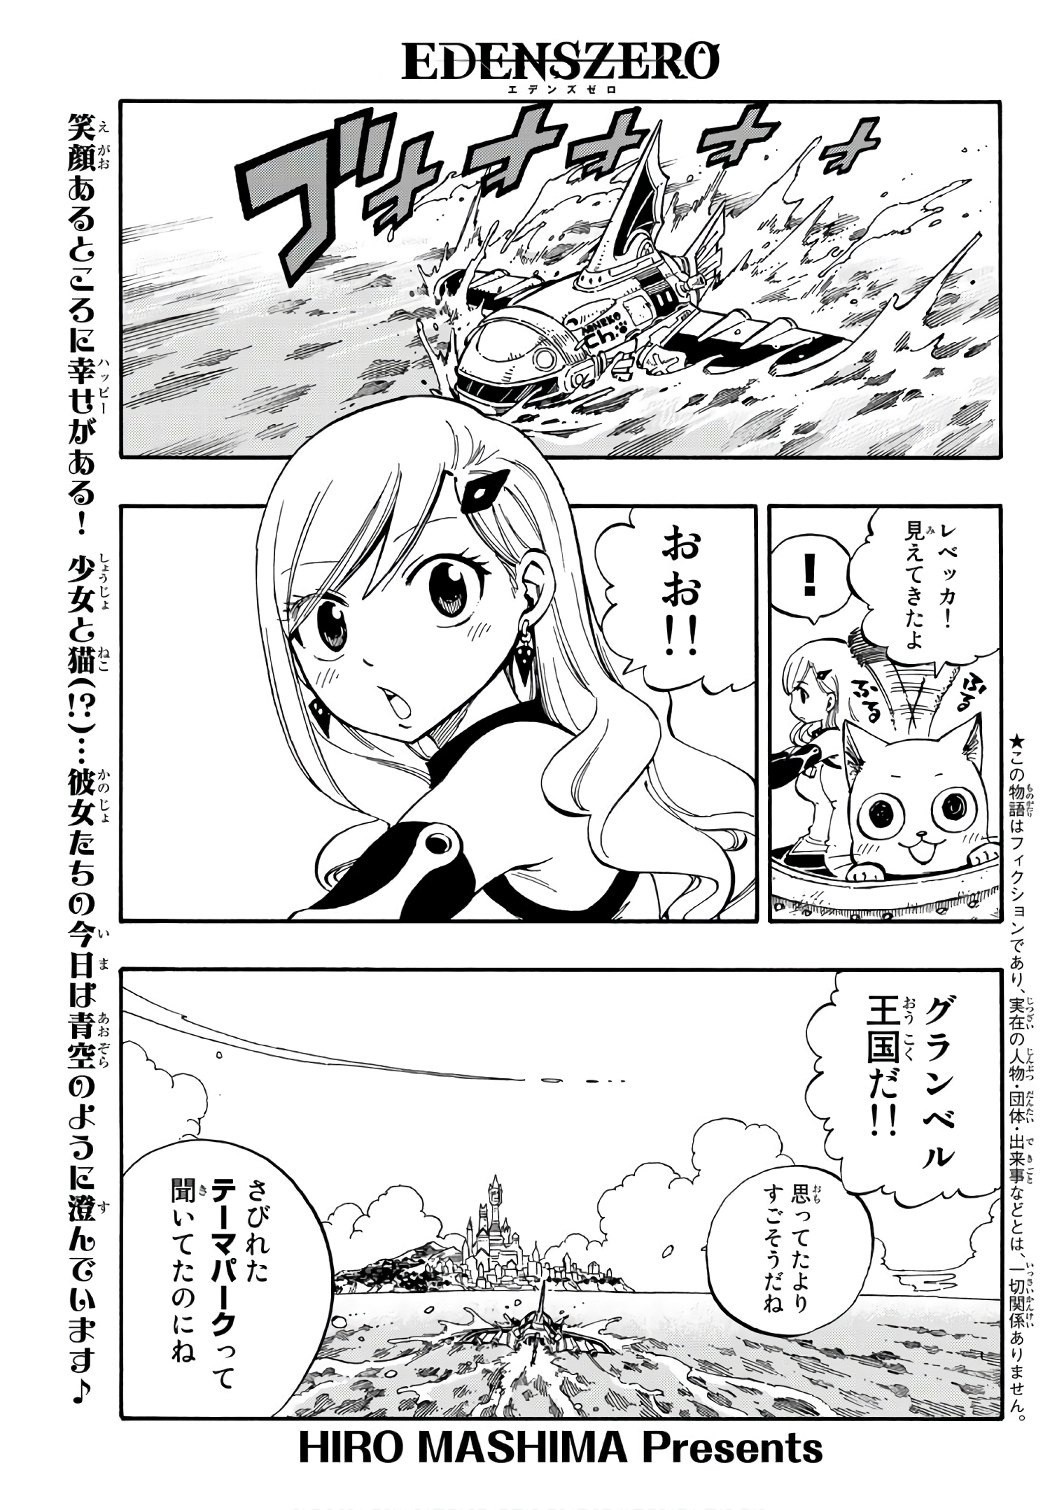 EDENSZERO
エデンズゼロ
ブォォォォォ
AONEKO
ごん
レベッカ!
見えてきたよ
!
ふる
ふる
おお!!
グランベル
王国だ!!
思ってたより
すごそうだね
さびれた
テーマパークって
聞いてたのにね
★この物語はフィクションであり、実在の人物・団体・出来事などとは、一切関係ありません。
笑顔あるところに幸せがある! 少女と猫(!?)…彼女たちの今日は青空のように澄んでいます♪
HIRO MASHIMA Presents